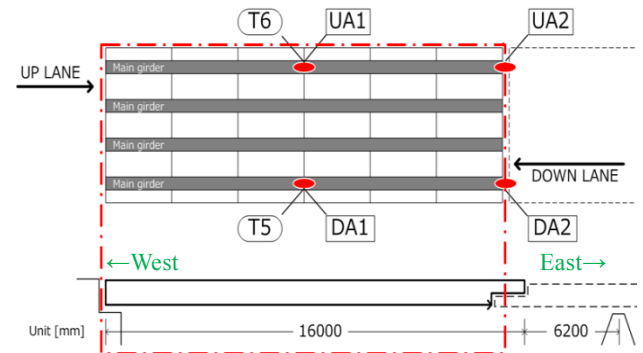 T6 UA1 UA2
UP LANE
Main girder
Main girder
Main girder
Main girder
DOWN LANE
T5 DA1 DA2
←West East→
Unit [mm] 16000 6200